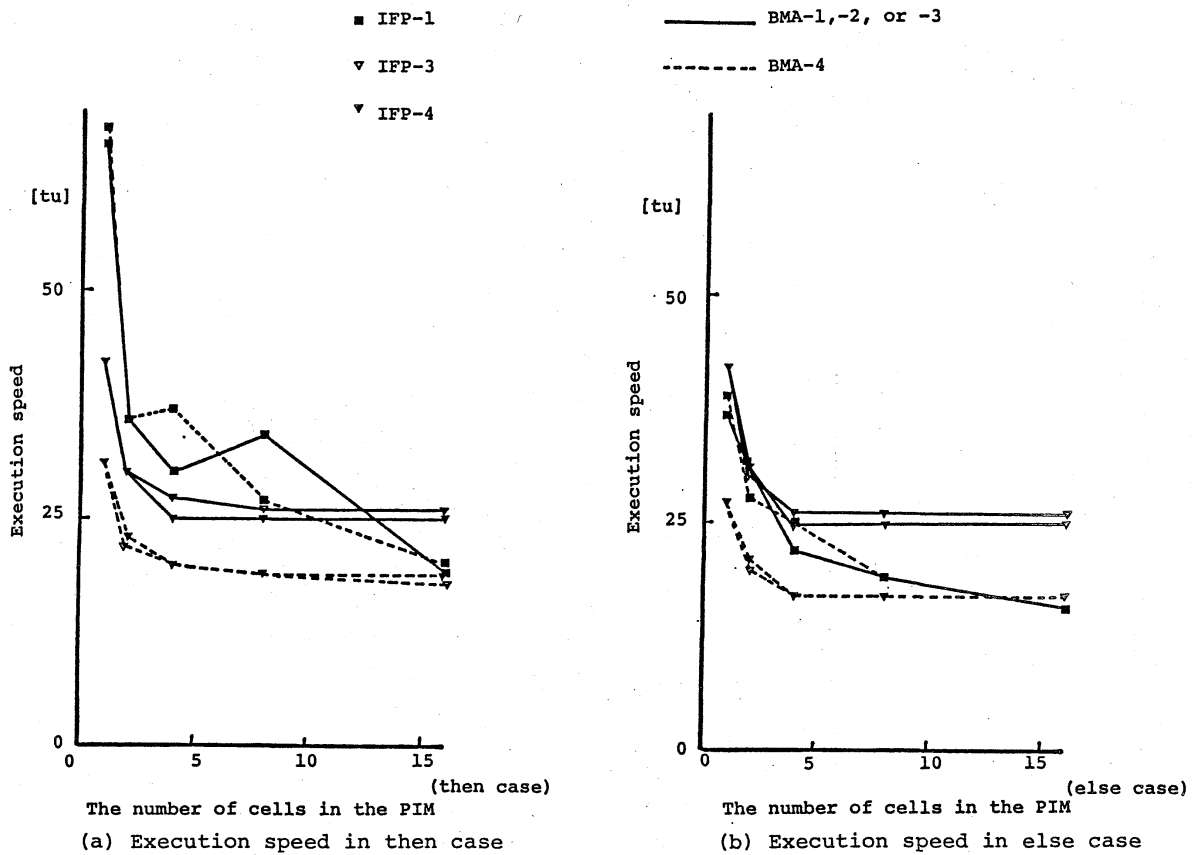 IFP-1
IFP-3
IFP-4
BMA-1,-2, or -3
BMA-4
[tu]
50
25
0
Execution speed
0 5 10 15
(then case)
The number of cells in the PIM
(a) Execution speed in then case
[tu]
50
25
0
Execution speed
0 5 10 15
(else case)
The number of cells in the PIM
(b) Execution speed in else case